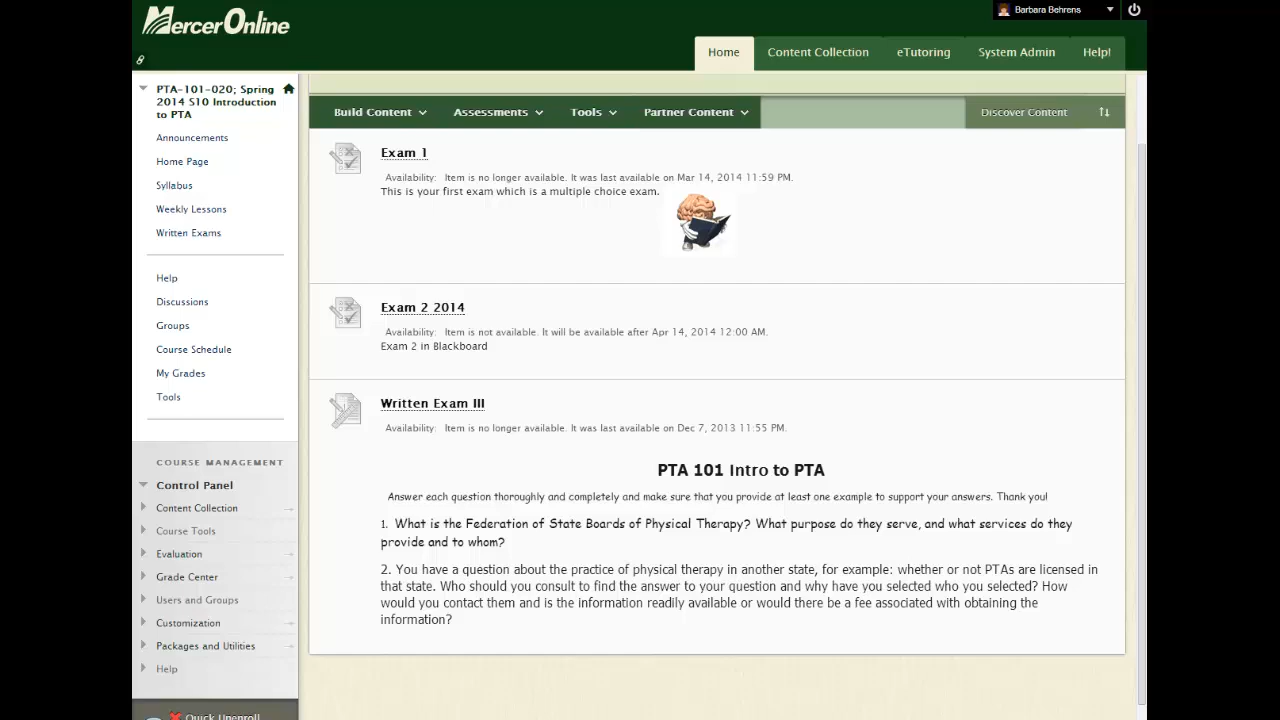 MercerOnline
Barbara Behrens
Home
Content Collection
eTutoring
System Admin
Help!
PTA-101-020; Spring
2014 S10 Introduction
to PTA
Announcements
Home Page
Syllabus
Weekly Lessons
Written Exams
Help
Discussions
Groups
Course Schedule
My Grades
Tools
COURSE MANAGEMENT
Control Panel
Content Collection
Course Tools
Evaluation
Grade Center
Users and Groups
Customization
Packages and Utilities
Help
Quick Unenroll
Build Content
Assessments
Tools
Partner Content
Discover Content
Exam 1
Availability: Item is no longer available. It was last available on Mar 14, 2014 11:59 PM.
This is your first exam which is a multiple choice exam.
Exam 2 2014
Availability: Item is not available. It will be available after Apr 14, 2014 12:00 AM.
Exam 2 in Blackboard
Written Exam III
Availability: Item is no longer available. It was last available on Dec 7, 2013 11:55 PM.
PTA 101 Intro to PTA
Answer each question thoroughly and completely and make sure that you provide at least one example to support your answers. Thank you!
1. What is the Federation of State Boards of Physical Therapy? What purpose do they serve, and what services do they
provide and to whom?
2. You have a question about the practice of physical therapy in another state, for example: whether or not PTAs are licensed in
that state. Who should you consult to find the answer to your question and why have you selected who you selected? How
would you contact them and is the information readily available or would there be a fee associated with obtaining the
information?